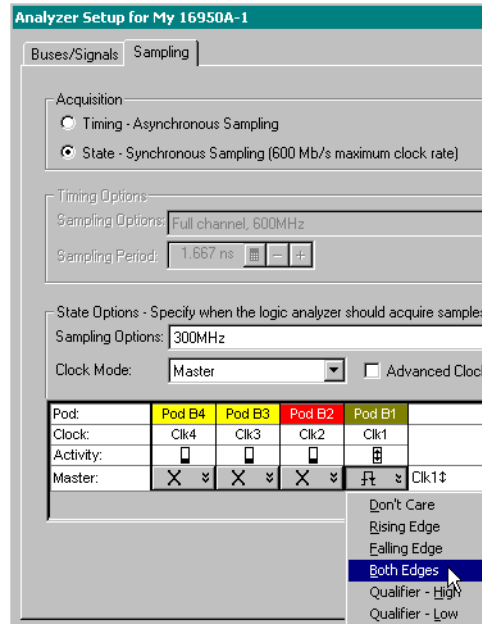 Analyzer Setup for My 16950A-1
Buses/Signals Sampling
Acquisition
Timing - Asynchronous Sampling
State - Synchronous Sampling (600 Mb/s maximum clock rate)
Timing Options
Sampling Options: Full channel, 600MHz
Sampling Period: 1.667 ns - +
State Options - Specify when the logic analyzer should acquire samples
Sampling Options: 300MHz
Clock Mode: Master Advanced Cloc
Pod: Pod B4 Pod B3 Pod B2 Pod B1
Clock: Clk4 Clk3 Clk2 Clk1
Activity:
Master: X X X Clk1↕
Don't Care
Rising Edge
Falling Edge
Both Edges
Qualifier - High
Qualifier - Low